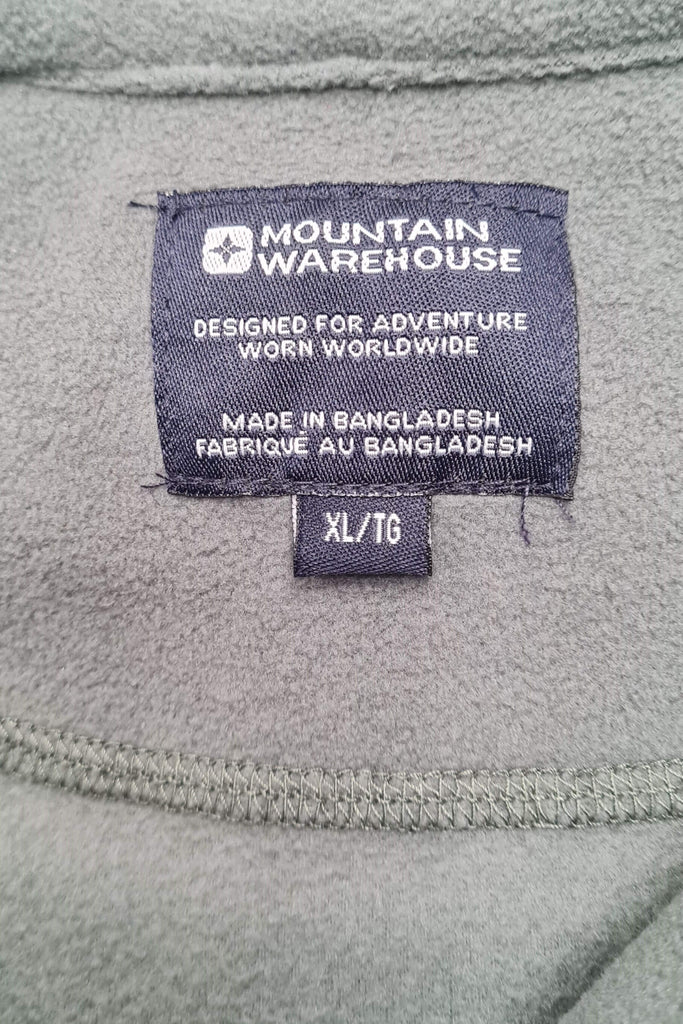 MOUNTAIN
WAREHOUSE
DESIGNED FOR ADVENTURE
WORN WORLDWIDE
MADE IN BANGLADESH
FABRIQUÉ AU BANGLADESH
XL/TG